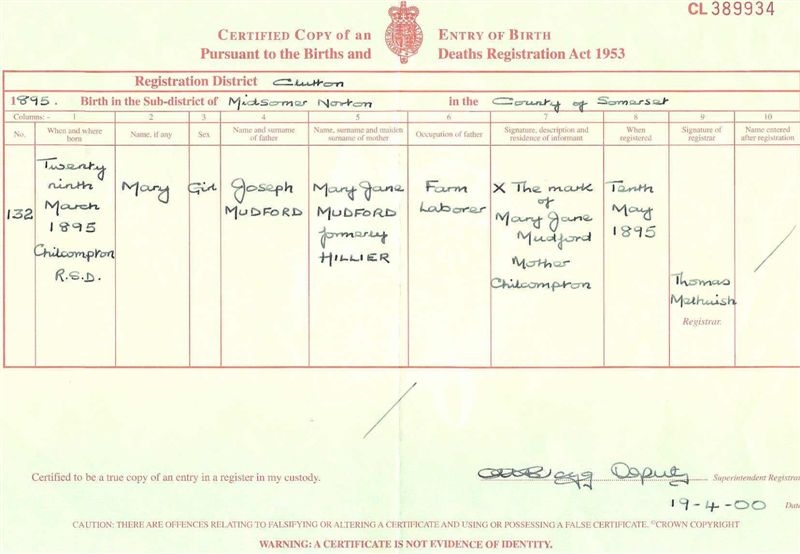 CL 389934
CERTIFIED COPY OF AN ENTRY OF BIRTH
Pursuant to the Births and Deaths Registration Act 1953
Registration District Clutton
1895. Birth in the Sub-district of Midsomer Norton in the County of Somerset
Columns:- 1 2 3 4 5 6 7 8 9 10
No. When and where born Name, if any Sex Name and surname of father Name, surname and maiden surname of mother Occupation of father Signature, description and residence of informant When registered Signature of registrar Name entered after registration
132
Twenty
ninth
March
1895
Chilcompton
R.S.D.
Mary
Girl
Joseph
MUDFORD
Mary Jane
MUDFORD
formerly
HILLIER
Farm
Laborer
X The mark
of
Mary Jane
Mudford
Mother
Chilcompton
Tenth
May
1895
Thomas
Methuish
Registrar.
Certified to be a true copy of an entry in a register in my custody.
Deputy Superintendent Registrar
19-4-00 Date
CAUTION: THERE ARE OFFENCES RELATING TO FALSIFYING OR ALTERING A CERTIFICATE AND USING OR POSSESSING A FALSE CERTIFICATE. ©CROWN COPYRIGHT
WARNING: A CERTIFICATE IS NOT EVIDENCE OF IDENTITY.